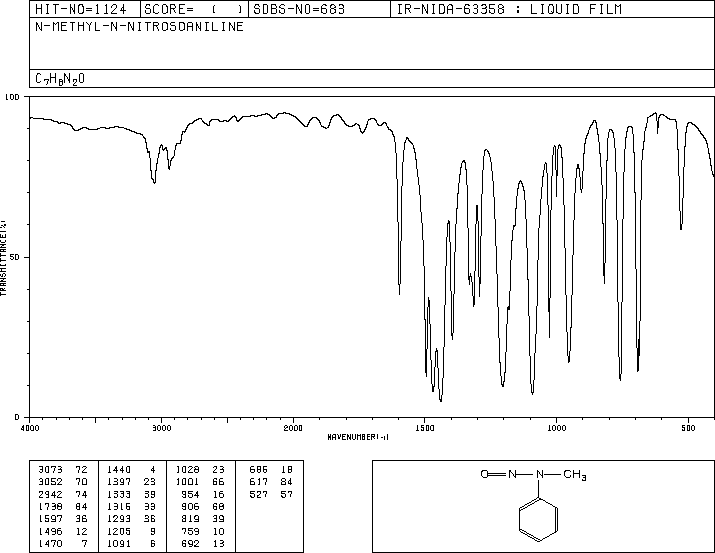 HIT-NO=1124 SCORE= ( ) SDBS-NO=683 IR-NIDA-63358 : LIQUID FILM
N-METHYL-N-NITROSOANILINE
C7H8N2O
100
TRANSMITTANCE(%)
50
0
4000 3000 2000 1500 1000 500
WAVENUMBER(-1)
3073 72 1440 4 1028 23 686 18
3052 70 1397 23 1001 66 617 84
2942 74 1333 39 954 16 527 57
1738 84 1316 33 906 68
1597 36 1293 36 819 39
1496 12 1205 9 759 10
1470 7 1091 6 692 13
O=N-N-CH3